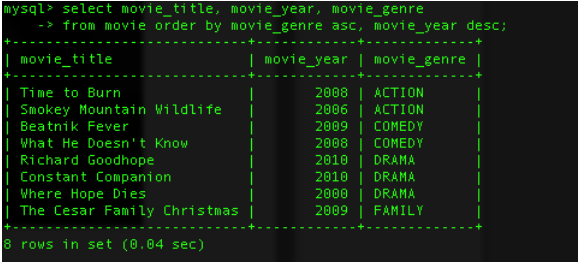 mysql> select movie_title, movie_year, movie_genre
    -> from movie order by movie_genre asc, movie_year desc;
+----------------------------+------------+-------------+
| movie_title                | movie_year | movie_genre |
+----------------------------+------------+-------------+
| Time to Burn               |       2008 | ACTION      |
| Smokey Mountain Wildlife   |       2006 | ACTION      |
| Beatnik Fever              |       2009 | COMEDY      |
| What He Doesn't Know       |       2008 | COMEDY      |
| Richard Goodhope           |       2010 | DRAMA       |
| Constant Companion         |       2010 | DRAMA       |
| Where Hope Dies            |       2000 | DRAMA       |
| The Cesar Family Christmas |       2009 | FAMILY      |
+----------------------------+------------+-------------+
8 rows in set (0.04 sec)